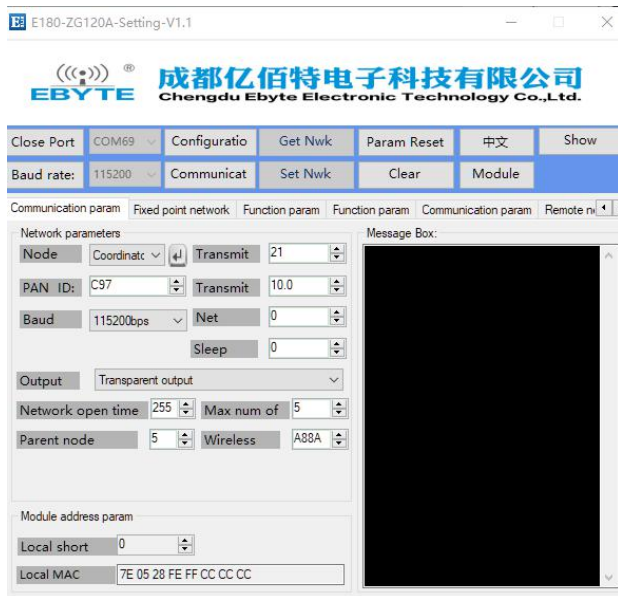 E180-ZG120A-Setting-V1.1
((•)) ®
EBYTE
成都亿佰特电子科技有限公司
Chengdu Ebyte Electronic Technology Co.,Ltd.
Close Port COM69 Configuratio Get Nwk Param Reset 中文 Show
Baud rate: 115200 Communicat Set Nwk Clear Module
Communication param Fixed point network Function param Function param Communication param Remote n
Network parameters Message Box:
Node Coordinatc Transmit 21
PAN ID: C97 Transmit 10.0
Baud 115200bps Net 0
Sleep 0
Output Transparent output
Network open time 255 Max num of 5
Parent node 5 Wireless A88A
Module address param
Local short 0
Local MAC 7E 05 28 FE FF CC CC CC